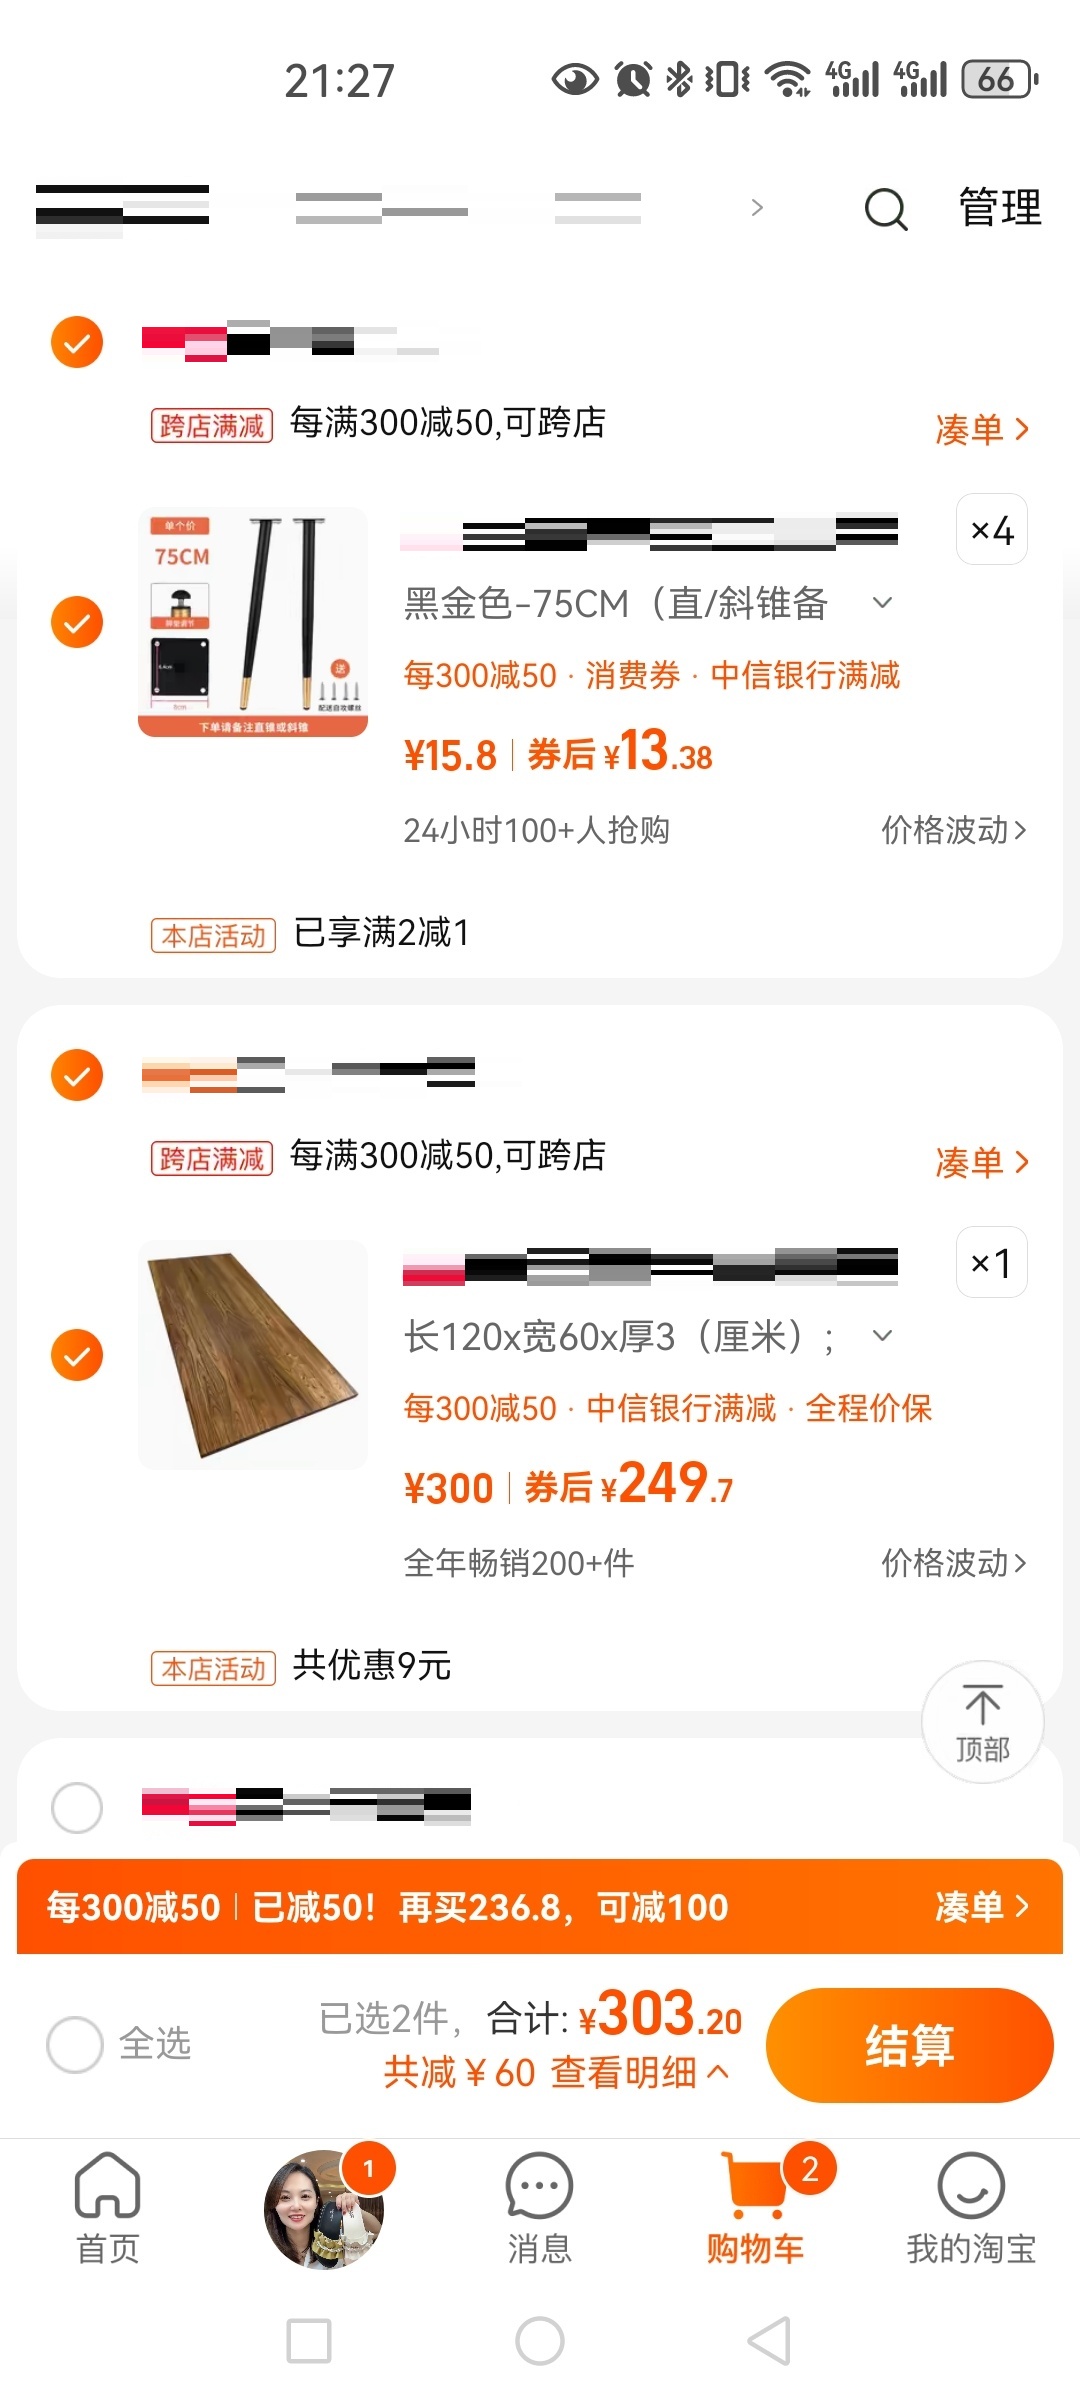 21:27
4G
4G
66
管理
跨店满减 每满300减50,可跨店
凑单
单个价
75CM
下单请备注直锥或斜锥
送
配送自攻螺丝
×4
黑金色-75CM（直/斜锥备
每300减50 · 消费券 · 中信银行满减
¥15.8 券后 ¥13.38
24小时100+人抢购
价格波动
本店活动 已享满2减1
跨店满减 每满300减50,可跨店
凑单
×1
长120x宽60x厚3（厘米）;
每300减50 · 中信银行满减 · 全程价保
¥300 券后 ¥249.7
全年畅销200+件
价格波动
本店活动 共优惠9元
顶部
每300减50 已减50！再买236.8，可减100
凑单
全选
已选2件，合计: ¥303.20
共减￥60 查看明细
结算
首页
1
消息
2
购物车
我的淘宝